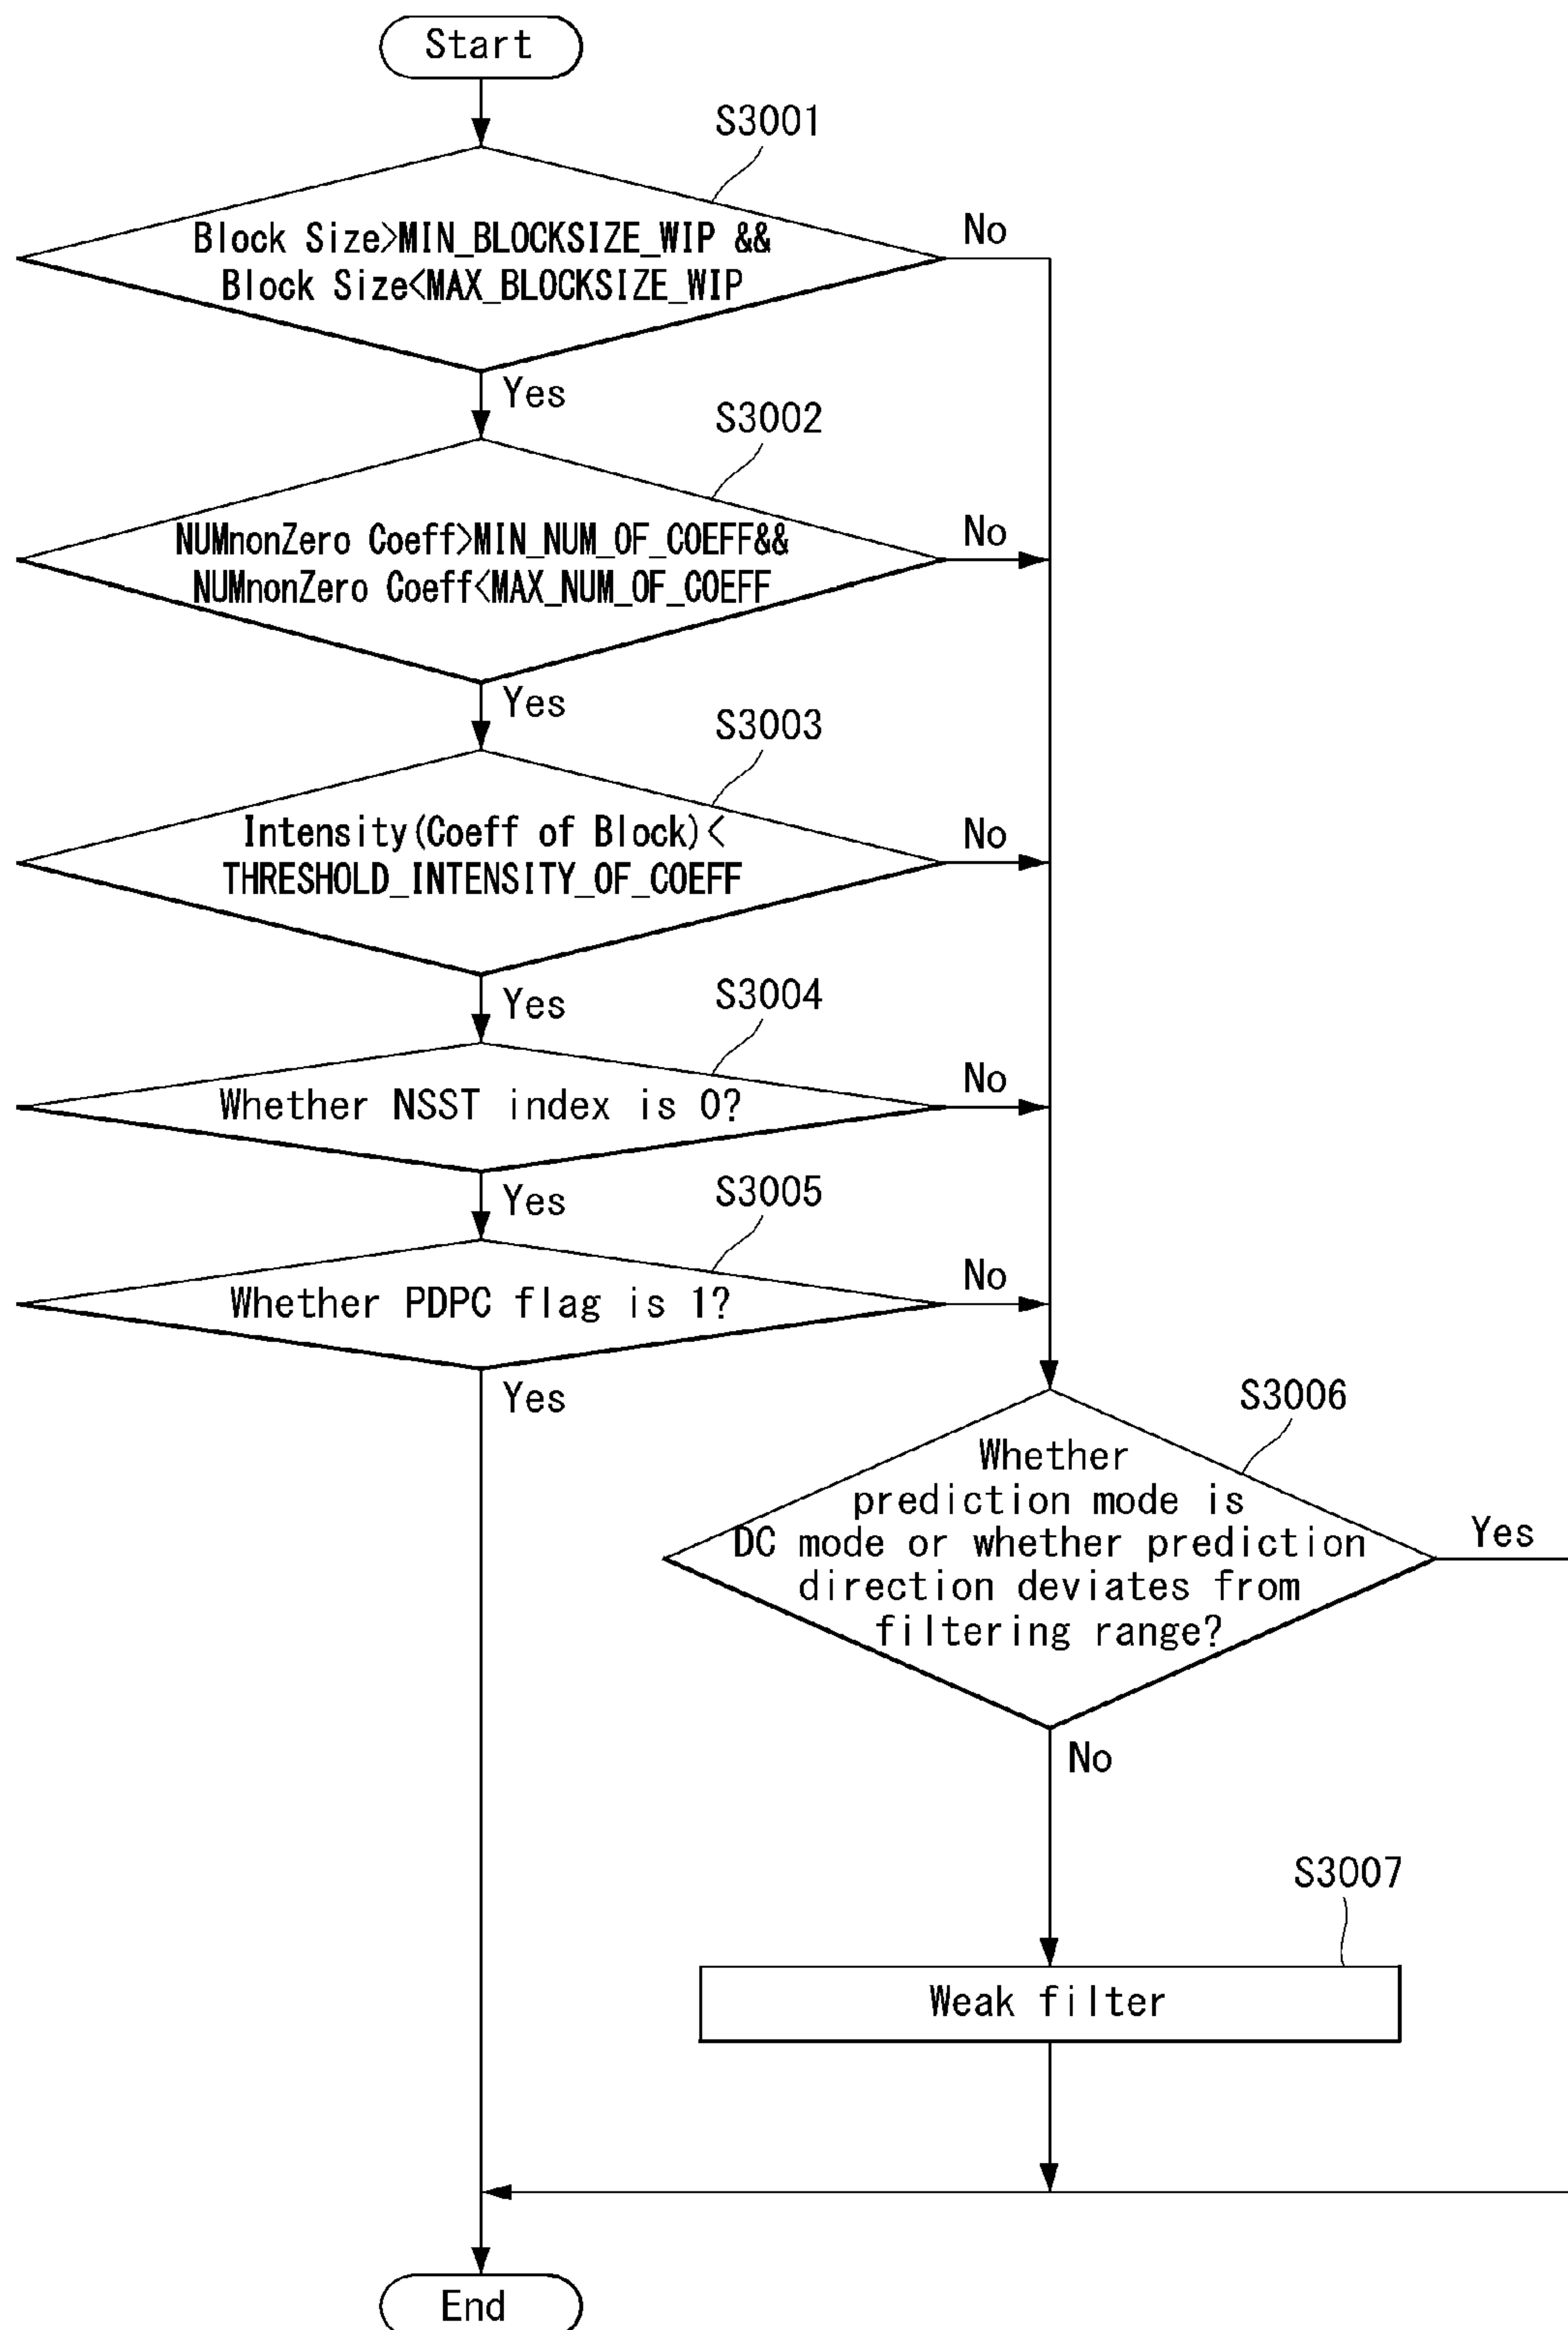 Start
S3001
Block Size>MIN_BLOCKSIZE_WIP &&
Block Size<MAX_BLOCKSIZE_WIP
No
Yes
S3002
NUMnonZero Coeff>MIN_NUM_OF_COEFF&&
NUMnonZero Coeff<MAX_NUM_OF_COEFF
No
Yes
S3003
Intensity(Coeff of Block)<
THRESHOLD_INTENSITY_OF_COEFF
No
Yes
S3004
Whether NSST index is 0?
No
Yes
S3005
Whether PDPC flag is 1?
No
Yes
S3006
Whether
prediction mode is
DC mode or whether prediction
direction deviates from
filtering range?
Yes
No
S3007
Weak filter
End